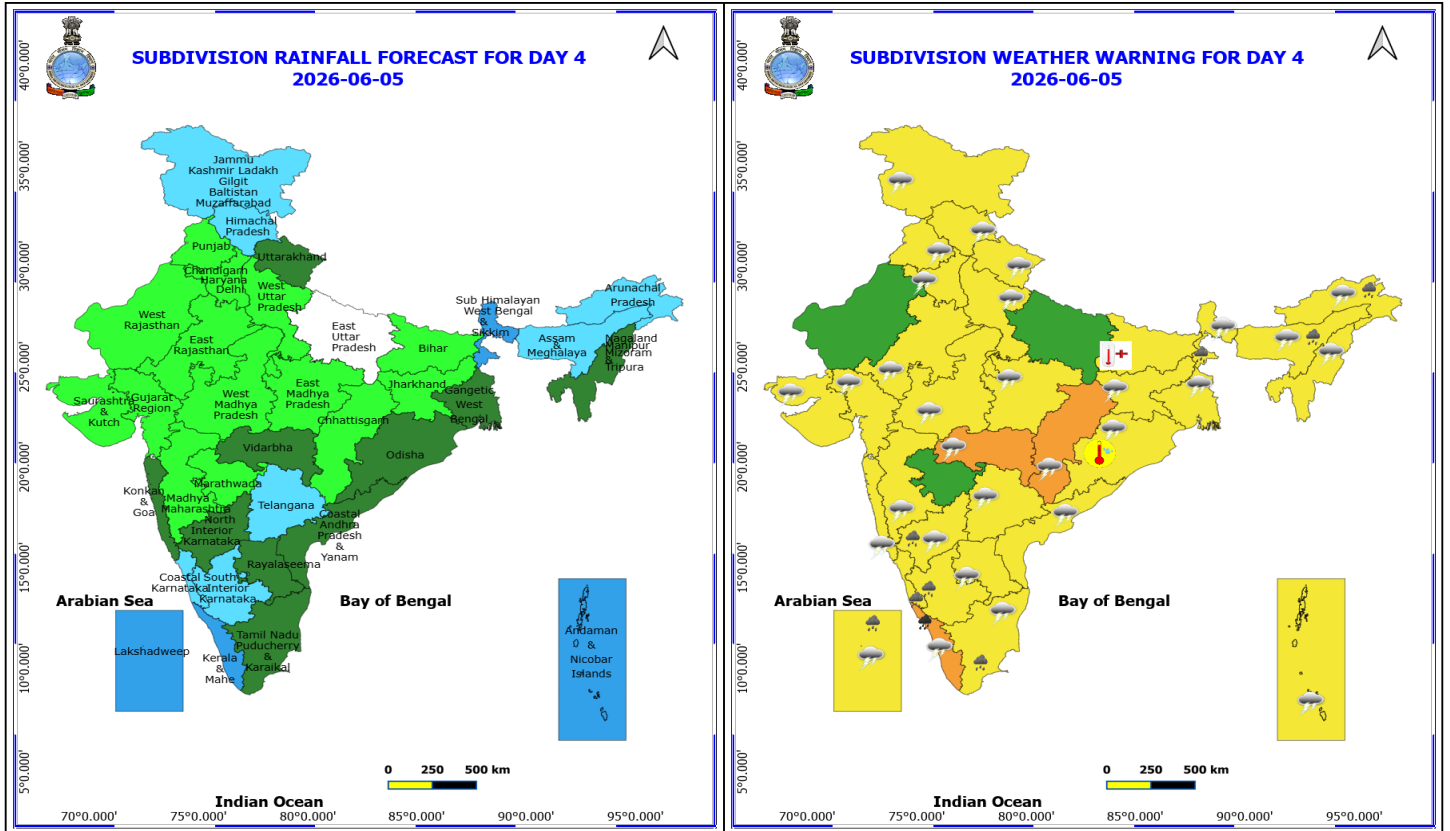 SUBDIVISION RAINFALL FORECAST FOR DAY 4
2026-06-05
40°0.000'
35°0.000'
30°0.000'
25°0.000'
20°0.000'
15°0.000'
10°0.000'
5°0.000'
Jammu
Kashmir Ladakh
Gilgit
Baltistan
Muzaffarabad
Himachal
Pradesh
Punjab
Uttarakhand
Chandigarh
Haryana
Delhi
West
Uttar
Pradesh
West
Rajasthan
East
Rajasthan
East
Uttar
Pradesh
Bihar
Sub Himalayan
West Bengal
&
Sikkim
Arunachal
Pradesh
Assam
&
Meghalaya
Nagaland
Manipur
Mizoram
&
Tripura
Jharkhand
Gangetic
West
Bengal
Saurashtra
&
Kutch
Gujarat
Region
West
Madhya
Pradesh
East
Madhya
Pradesh
Chhattisgarh
Odisha
Vidarbha
Marathwada
Madhya
Maharashtra
Konkan
&
Goa
Telangana
North
Interior
Karnataka
Coastal
Andhra
Pradesh
&
Yanam
Rayalaseema
Coastal
Karnataka
South
Interior
Karnataka
Tamil Nadu
Puducherry
&
Karaikal
Kerala
&
Mahe
Lakshadweep
Andaman
&
Nicobar
Islands
Arabian Sea
Bay of Bengal
0 250 500 km
Indian Ocean
70°0.000' 75°0.000' 80°0.000' 85°0.000' 90°0.000' 95°0.000'
SUBDIVISION WEATHER WARNING FOR DAY 4
2026-06-05
40°0.000'
35°0.000'
30°0.000'
25°0.000'
20°0.000'
15°0.000'
10°0.000'
5°0.000'
Arabian Sea
Bay of Bengal
0 250 500 km
Indian Ocean
70°0.000' 75°0.000' 80°0.000' 85°0.000' 90°0.000' 95°0.000'